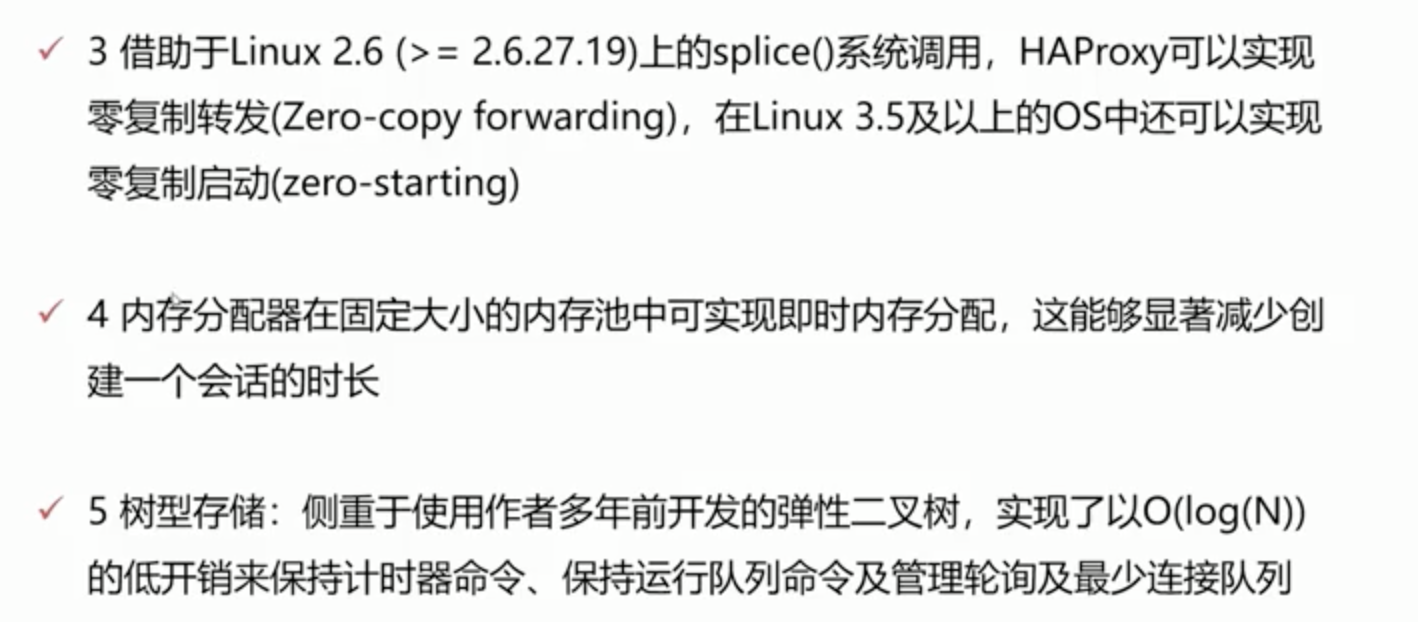 3 借助于Linux 2.6 (>= 2.6.27.19)上的splice()系统调用，HAProxy可以实现
零复制转发(Zero-copy forwarding)，在Linux 3.5及以上的OS中还可以实现
零复制启动(zero-starting)
4 内存分配器在固定大小的内存池中可实现即时内存分配，这能够显著减少创
建一个会话的时长
5 树型存储：侧重于使用作者多年前开发的弹性二叉树，实现了以O(log(N))
的低开销来保持计时器命令、保持运行队列命令及管理轮询及最少连接队列